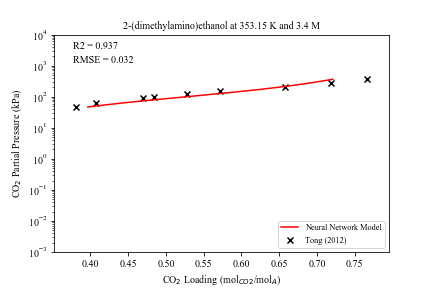 2-(dimethylamino)ethanol at 353.15 K and 3.4 M
R2 = 0.937
RMSE = 0.032
CO₂ Partial Pressure (kPa)
10⁴
10³
10²
10¹
10⁰
10⁻¹
10⁻²
10⁻³
Neural Network Model
Tong (2012)
0.40 0.45 0.50 0.55 0.60 0.65 0.70 0.75
CO₂ Loading (mol_CO2/mol_A)